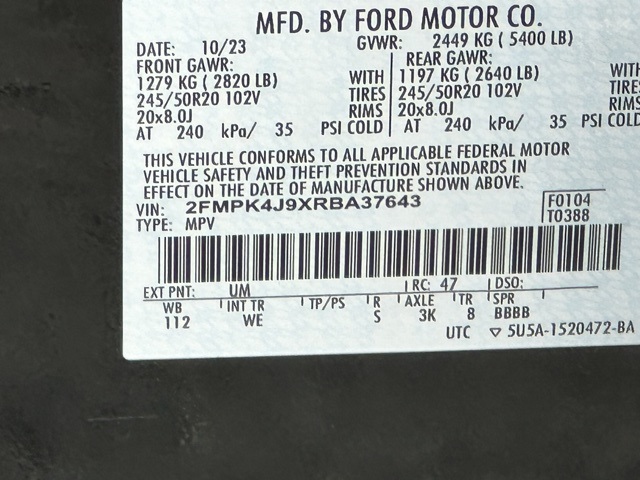 MFD. BY FORD MOTOR CO.
DATE: 10/23 GVWR: 2449 KG ( 5400 LB)
FRONT GAWR: REAR GAWR:
1279 KG ( 2820 LB) WITH 1197 KG ( 2640 LB) WITH
245/50R20 102V TIRES 245/50R20 102V TIRES
20x8.0J RIMS 20x8.0J RIMS
AT 240 kPa/ 35 PSI COLD AT 240 kPa/ 35 PSI COLD
THIS VEHICLE CONFORMS TO ALL APPLICABLE FEDERAL MOTOR
VEHICLE SAFETY AND THEFT PREVENTION STANDARDS IN
EFFECT ON THE DATE OF MANUFACTURE SHOWN ABOVE.
VIN: 2FMPK4J9XRBA37643 F0104
TYPE: MPV T0388
EXT PNT: UM RC: 47 DSO:
WB INT TR TP/PS R AXLE TR SPR
112 WE S 3K 8 BBBB
UTC ▽ 5U5A-1520472-BA